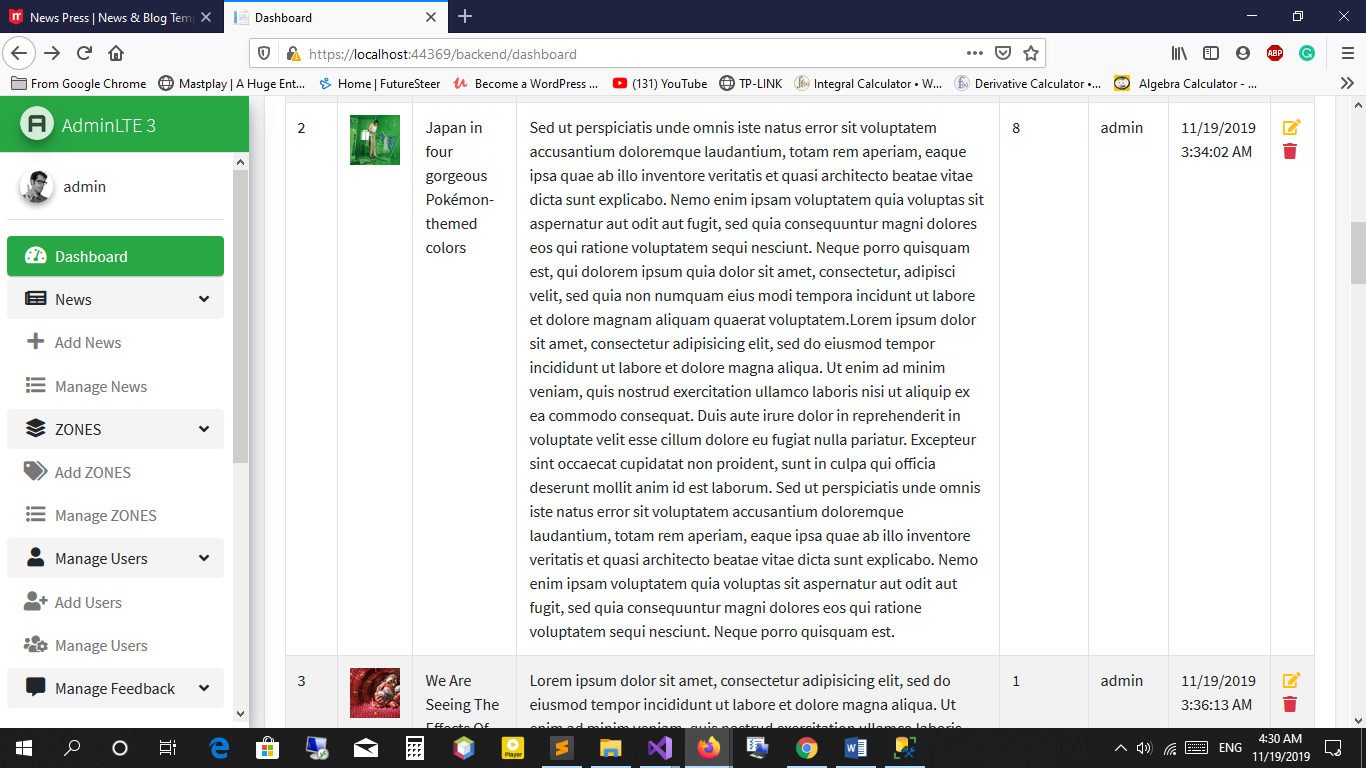 News Press | News & Blog Temp
Dashboard
https://localhost:44369/backend/dashboard
ABP
From Google Chrome
Mastplay | A Huge Ent...
Home | FutureSteer
Become a WordPress ...
(131) YouTube
TP-LINK
Integral Calculator • W...
Derivative Calculator •...
Algebra Calculator - ...
AdminLTE 3
admin
Dashboard
News
Add News
Manage News
ZONES
Add ZONES
Manage ZONES
Manage Users
Add Users
Manage Users
Manage Feedback
2
Japan in
four
gorgeous
Pokémon-
themed
colors
Sed ut perspiciatis unde omnis iste natus error sit voluptatem
accusantium doloremque laudantium, totam rem aperiam, eaque
ipsa quae ab illo inventore veritatis et quasi architecto beatae vitae
dicta sunt explicabo. Nemo enim ipsam voluptatem quia voluptas sit
aspernatur aut odit aut fugit, sed quia consequuntur magni dolores
eos qui ratione voluptatem sequi nesciunt. Neque porro quisquam
est, qui dolorem ipsum quia dolor sit amet, consectetur, adipisci
velit, sed quia non numquam eius modi tempora incidunt ut labore
et dolore magnam aliquam quaerat voluptatem.Lorem ipsum dolor
sit amet, consectetur adipisicing elit, sed do eiusmod tempor
incididunt ut labore et dolore magna aliqua. Ut enim ad minim
veniam, quis nostrud exercitation ullamco laboris nisi ut aliquip ex
ea commodo consequat. Duis aute irure dolor in reprehenderit in
voluptate velit esse cillum dolore eu fugiat nulla pariatur. Excepteur
sint occaecat cupidatat non proident, sunt in culpa qui officia
deserunt mollit anim id est laborum. Sed ut perspiciatis unde omnis
iste natus error sit voluptatem accusantium doloremque
laudantium, totam rem aperiam, eaque ipsa quae ab illo inventore
veritatis et quasi architecto beatae vitae dicta sunt explicabo. Nemo
enim ipsam voluptatem quia voluptas sit aspernatur aut odit aut
fugit, sed quia consequuntur magni dolores eos qui ratione
voluptatem sequi nesciunt. Neque porro quisquam est.
8
admin
11/19/2019
3:34:02 AM
3
We Are
Seeing The
Effects Of
Lorem ipsum dolor sit amet, consectetur adipisicing elit, sed do
eiusmod tempor incididunt ut labore et dolore magna aliqua. Ut
enim ad minim veniam, quis nostrud exercitation ullamco laboris
1
admin
11/19/2019
3:36:13 AM
Player
ENG
4:30 AM
11/19/2019